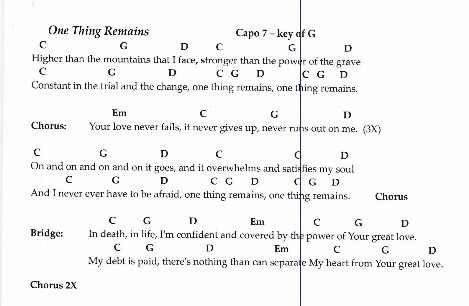 One Thing Remains Capo 7 – key of G
C G D C G D
Higher than the mountains that I face, stronger than the power of the grave
C G D C G D C G D
Constant in the trial and the change, one thing remains, one thing remains.
Em C G D
Chorus: Your love never fails, it never gives up, never runs out on me. (3X)
C G D C G D
On and on and on and on it goes, and it overwhelms and satisfies my soul
C G D C G D C G D
And I never ever have to be afraid, one thing remains, one thing remains. Chorus
C G D Em C G D
Bridge: In death, in life, I'm confident and covered by the power of Your great love.
C G D Em C G D
My debt is paid, there's nothing than can separate My heart from Your great love.
Chorus 2X